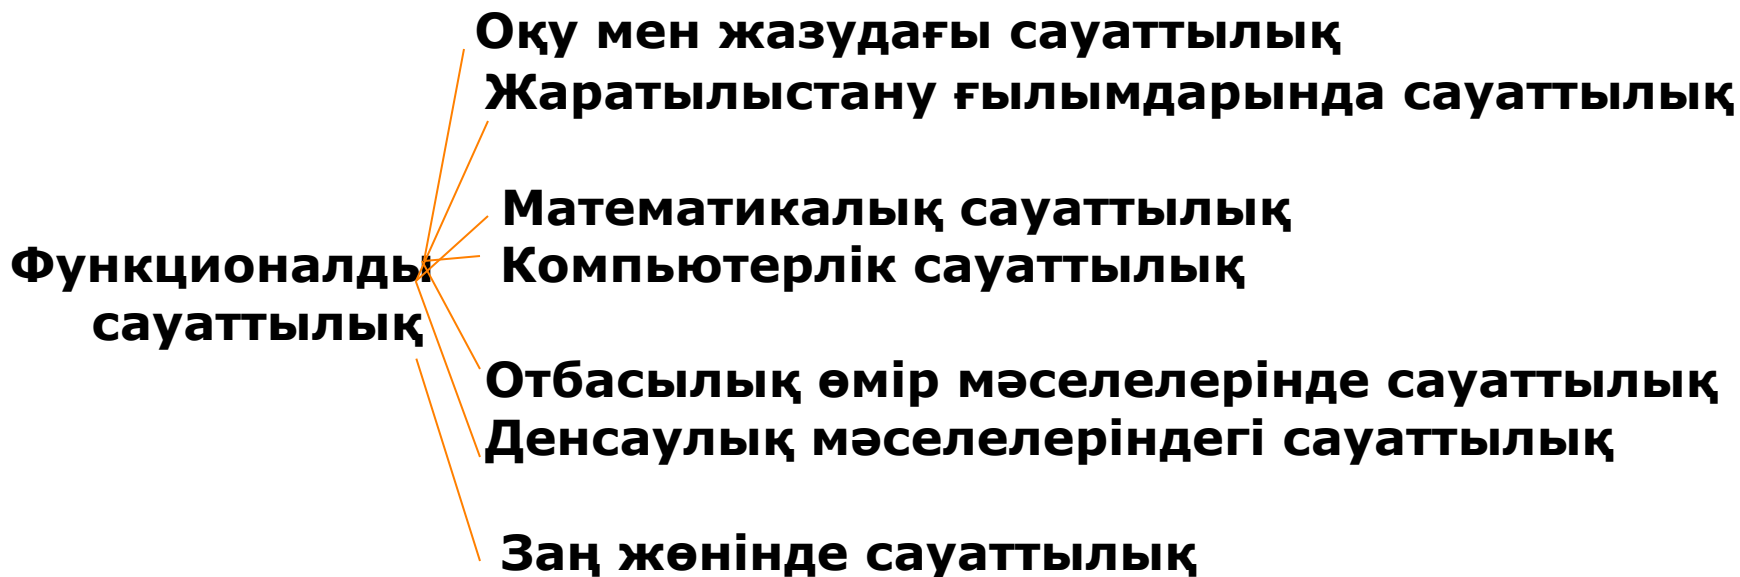 Оқу мен жазудағы сауаттылық
Жаратылыстану ғылымдарында сауаттылық
Математикалық сауаттылық
Функционалды
сауаттылық
Компьютерлік сауаттылық
Отбасылық өмір мәселелерінде сауаттылық
Денсаулық мәселелеріндегі сауаттылық
Заң жөнінде сауаттылық